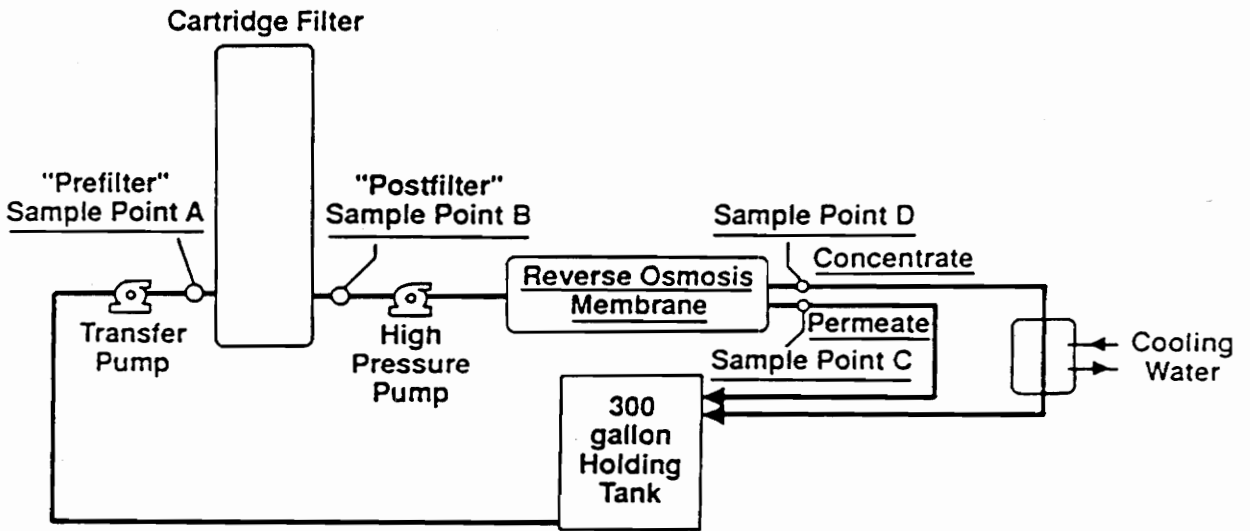 Cartridge Filter
"Prefilter"
Sample Point A
"Postfilter"
Sample Point B
Sample Point D
Concentrate
Reverse Osmosis
Membrane
Transfer
Pump
High
Pressure
Pump
Permeate
Sample Point C
Cooling
Water
300
gallon
Holding
Tank